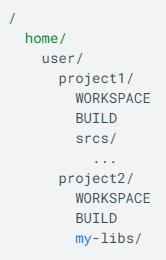 /
  home/
    user/
      project1/
        WORKSPACE
        BUILD
        srcs/
          ...
      project2/
        WORKSPACE
        BUILD
        my-libs/